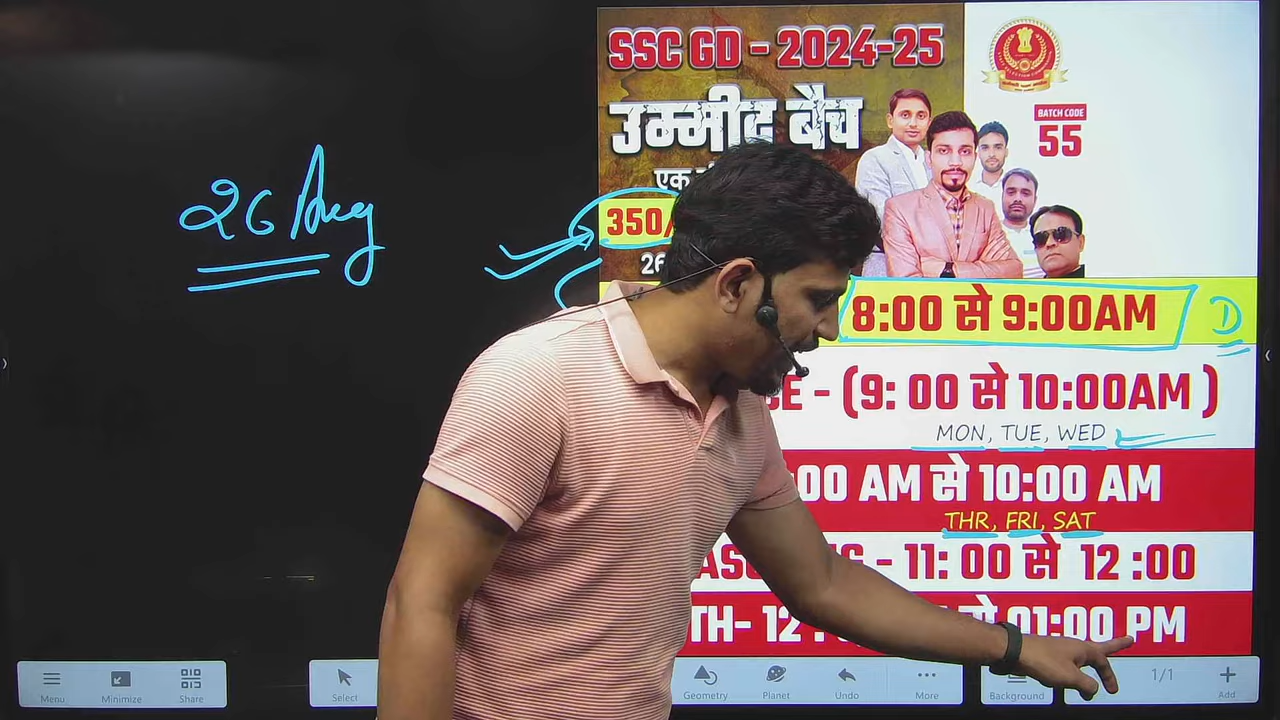 SSC GD - 2024-25
उम्मीद बैच
BATCH CODE
55
26 Aug
350/
26
8:00 से 9:00AM D
- (9: 00 से 10:00AM )
MON, TUE, WED
00 AM से 10:00 AM
THR, FRI, SAT
- 11: 00 से 12 :00
TH- 12 01:00 PM
Menu Minimize Share Select Geometry Planet Undo More Background 1/1 Add